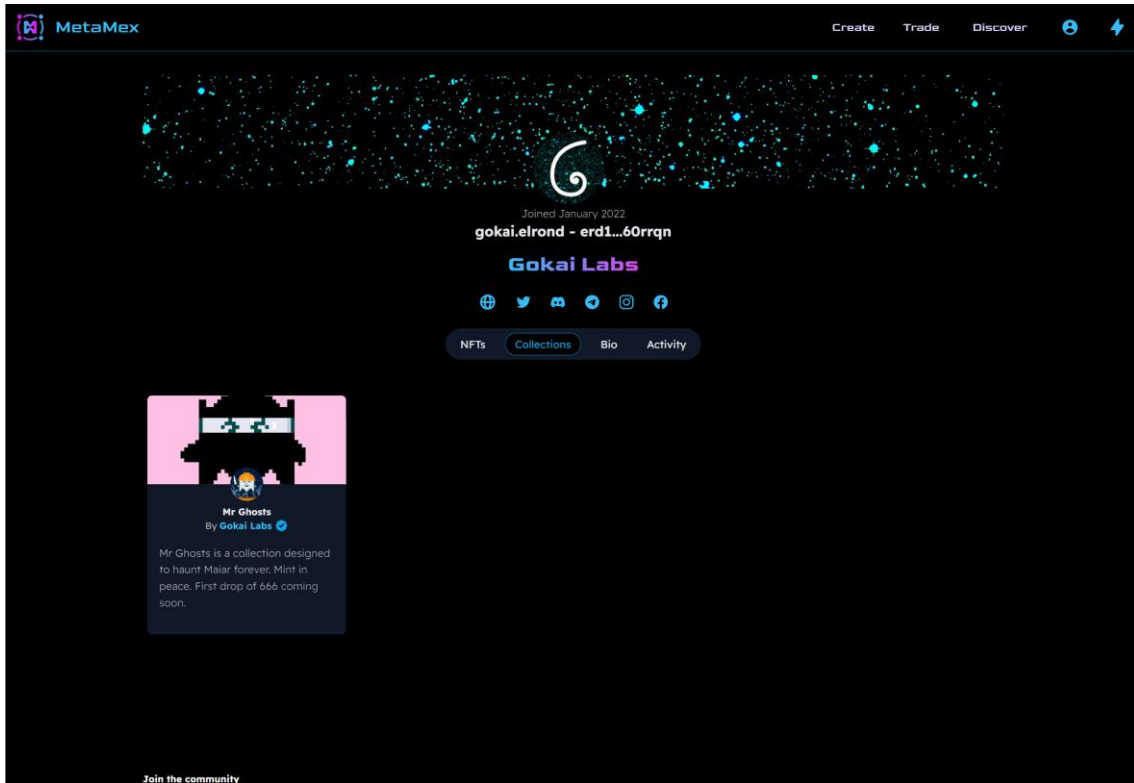 MetaMex
Create Trade Discover
Joined January 2022
gokai.elrond - erd1...60rrqn
Gokai Labs
NFTs Collections Bio Activity
Mr Ghosts
By Gokai Labs
Mr Ghosts is a collection designed
to haunt Maiar forever. Mint in
peace. First drop of 666 coming
soon.
Join the community